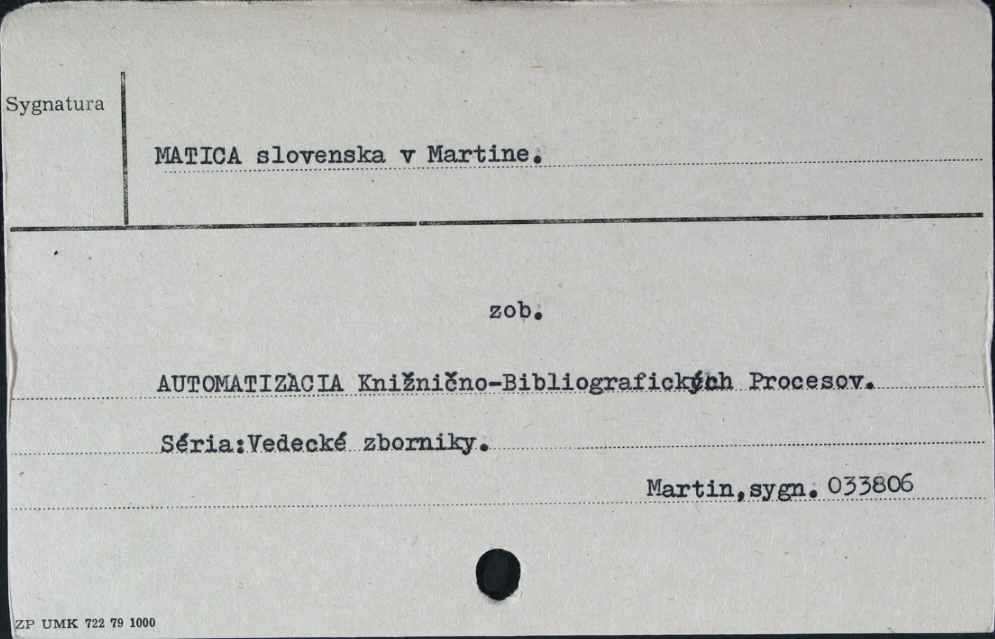 Sygnatura
MATICA slovenska v Martine.
zob.
AUTOMATIZÀCIA Knižnično-Bibliografických Procesov.
Séria:Vedecké zborniky.
Martin,sygn. 033806
ZP UMK 722 79 1000